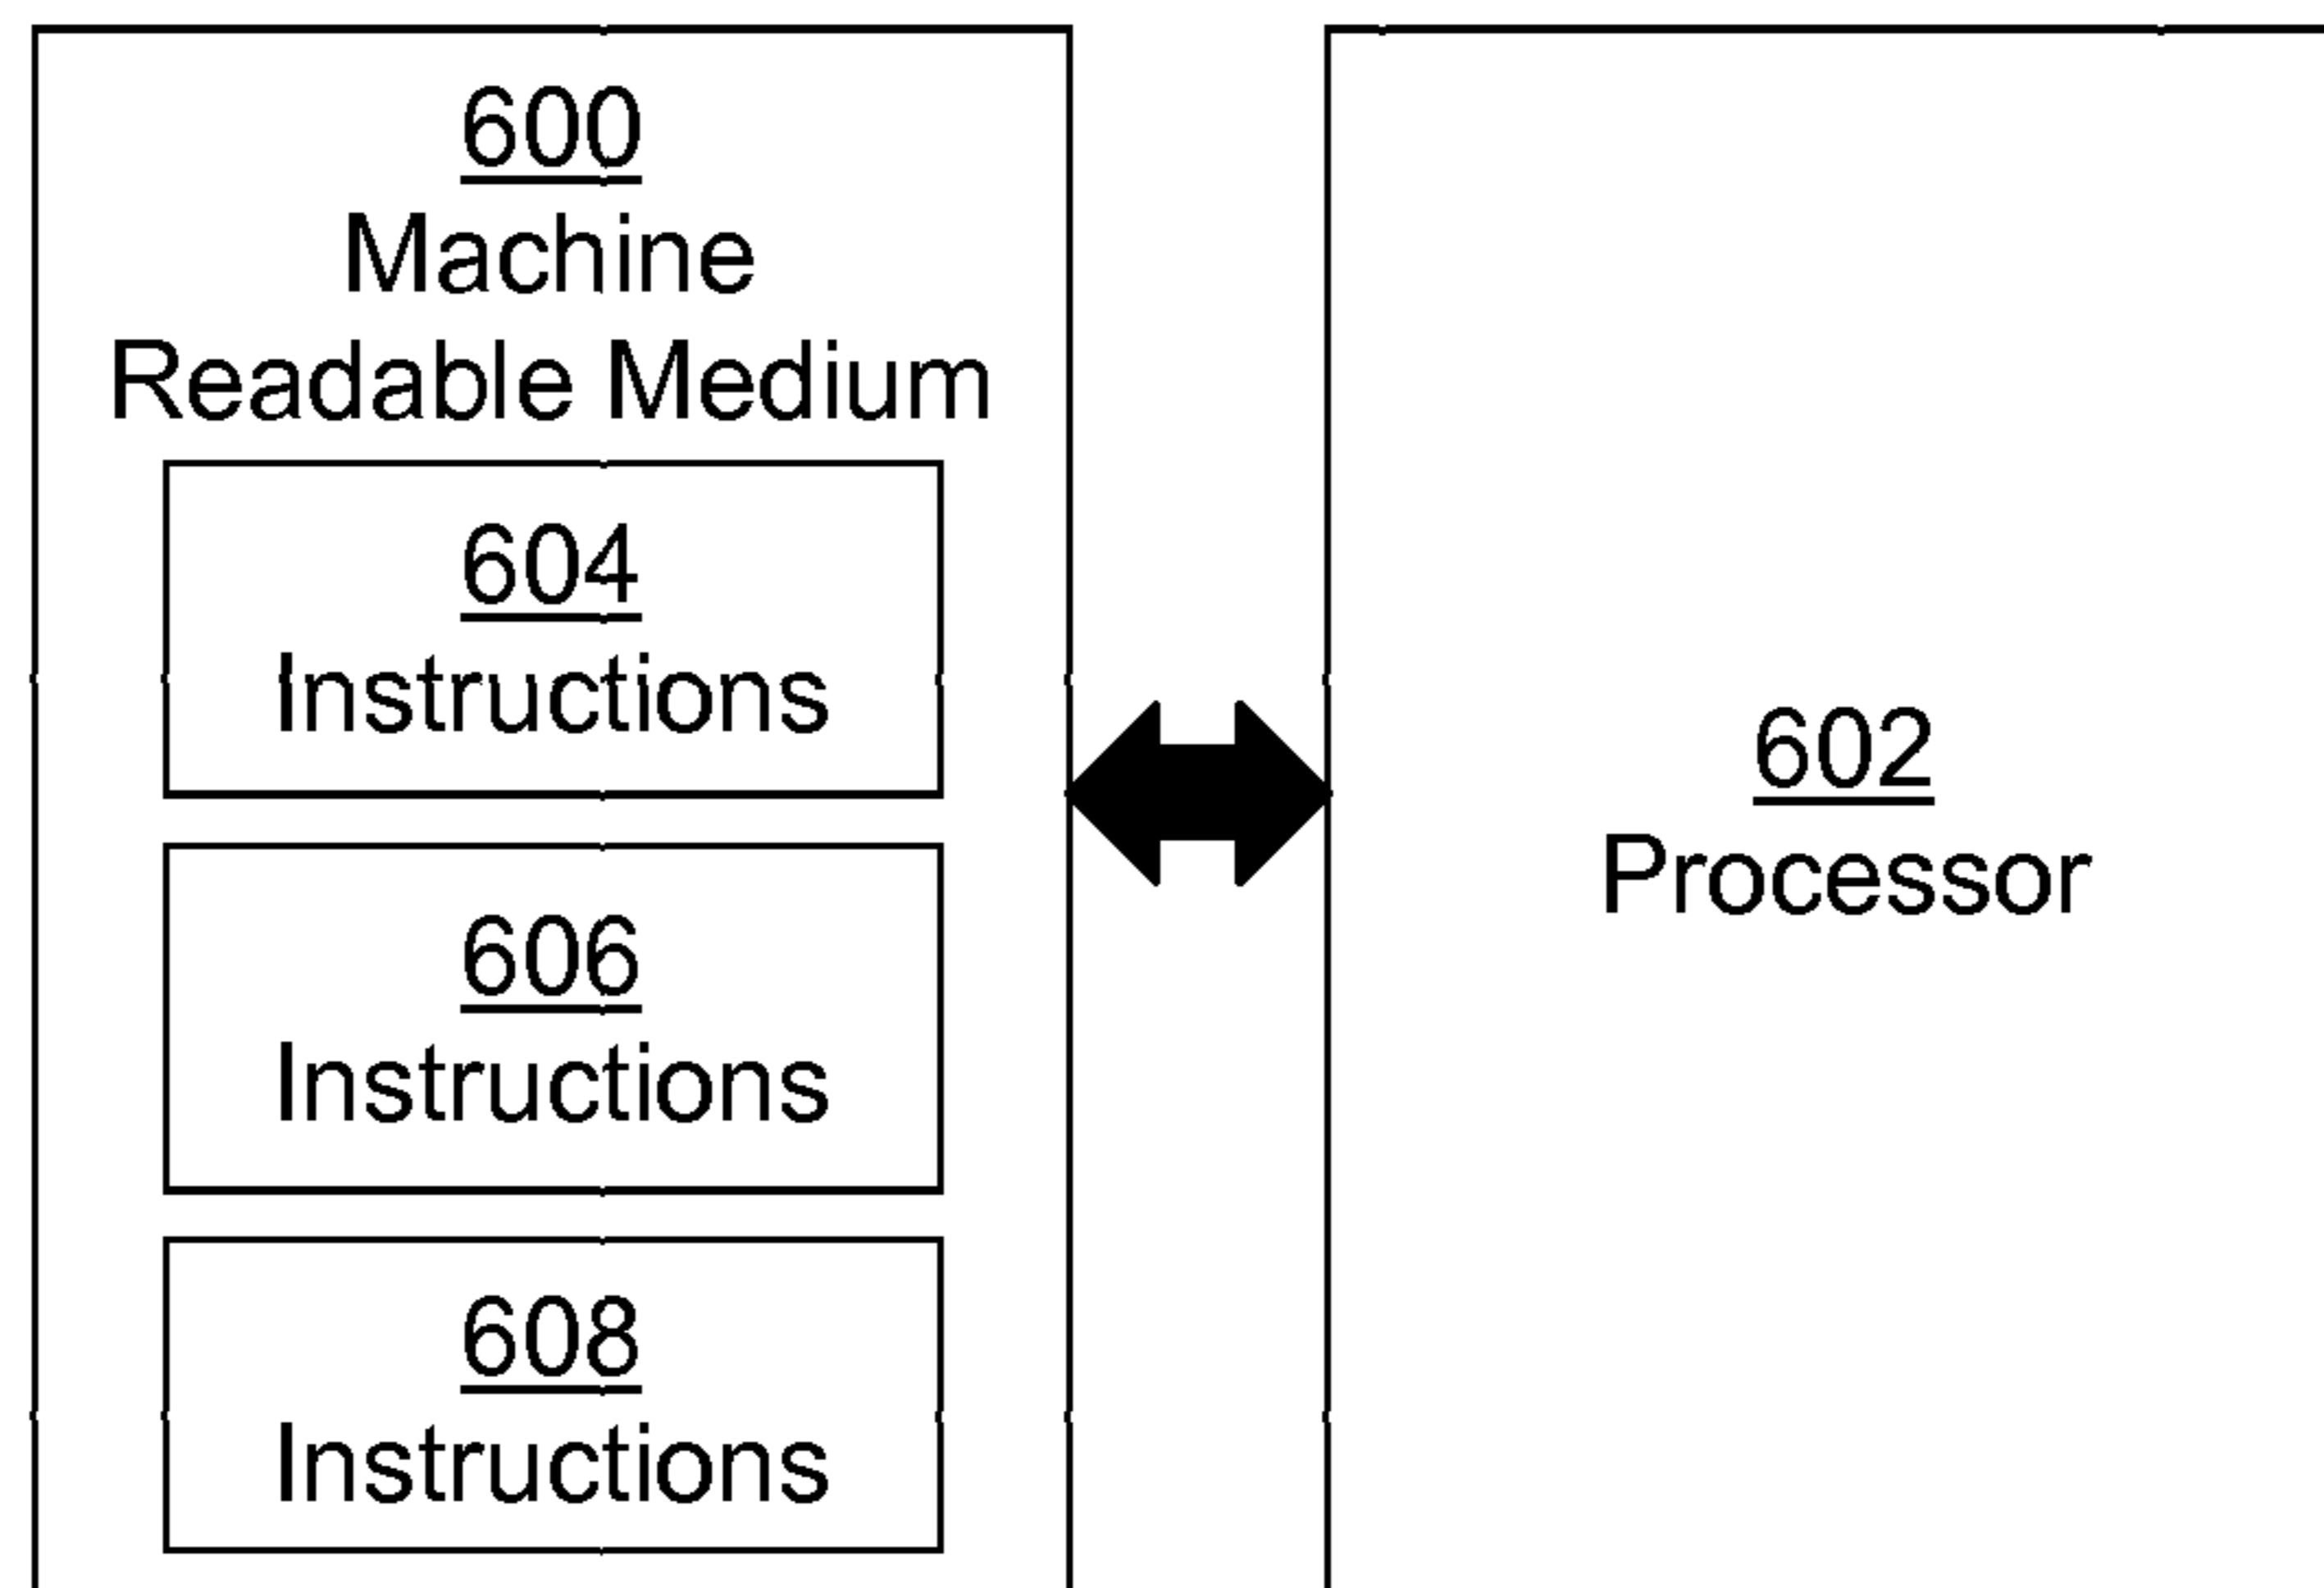 600
Machine
Readable Medium
604
Instructions
606
Instructions
608
Instructions
602
Processor